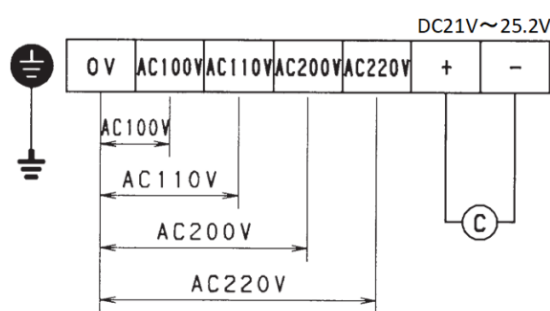 DC21V～25.2V
0V AC100V AC110V AC200V AC220V + -
AC100V
AC110V
AC200V
C
AC220V